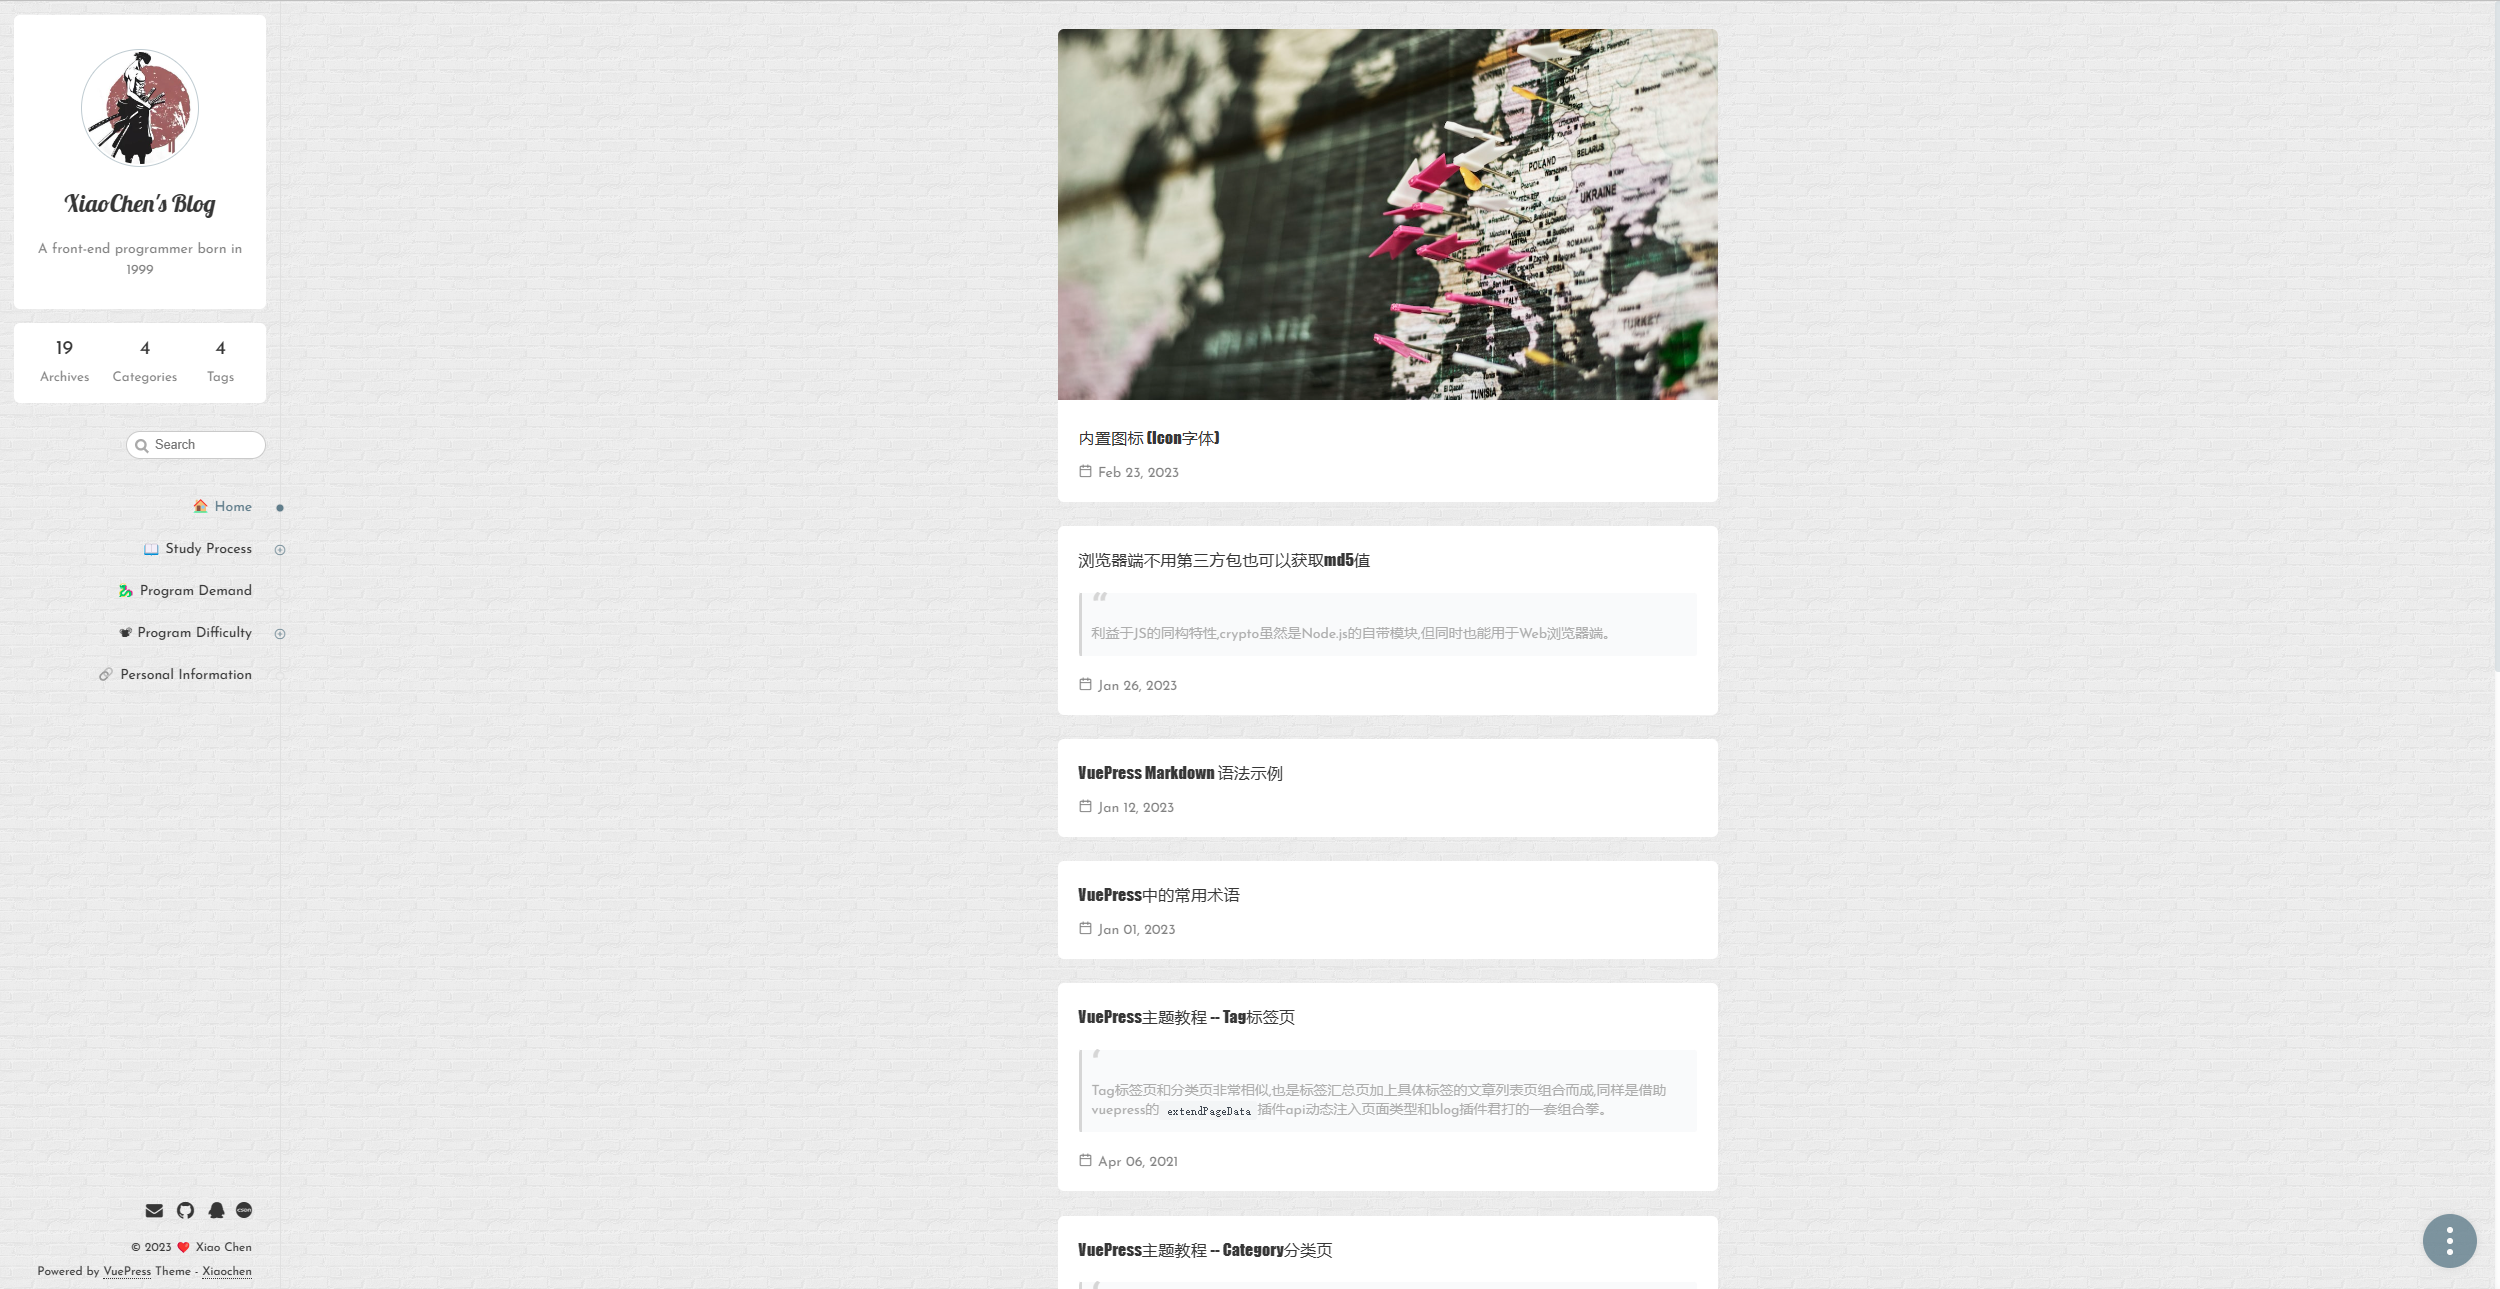 XiaoChen's Blog
A front-end programmer born in
1999
19 4 4
Archives Categories Tags
Search
Home
Study Process
Program Demand
Program Difficulty
Personal Information
csdn
© 2023 ❤️ Xiao Chen
Powered by VuePress Theme - Xiaochen
POLAND
BELARUS
UKRAINE
ROMANIA
TURKEY
TUNISIA
内置图标 (Icon字体)
Feb 23, 2023
浏览器端不用第三方包也可以获取md5值
“
利益于JS的同构特性,crypto虽然是Node.js的自带模块,但同时也能用于Web浏览器端。
Jan 26, 2023
VuePress Markdown 语法示例
Jan 12, 2023
VuePress中的常用术语
Jan 01, 2023
VuePress主题教程 -- Tag标签页
Tag标签页和分类页非常相似,也是标签汇总页加上具体标签的文章列表页组合而成,同样是借助
vuepress的 extendPageData 插件api动态注入页面类型和blog插件君打的一套组合拳。
Apr 06, 2021
VuePress主题教程 -- Category分类页